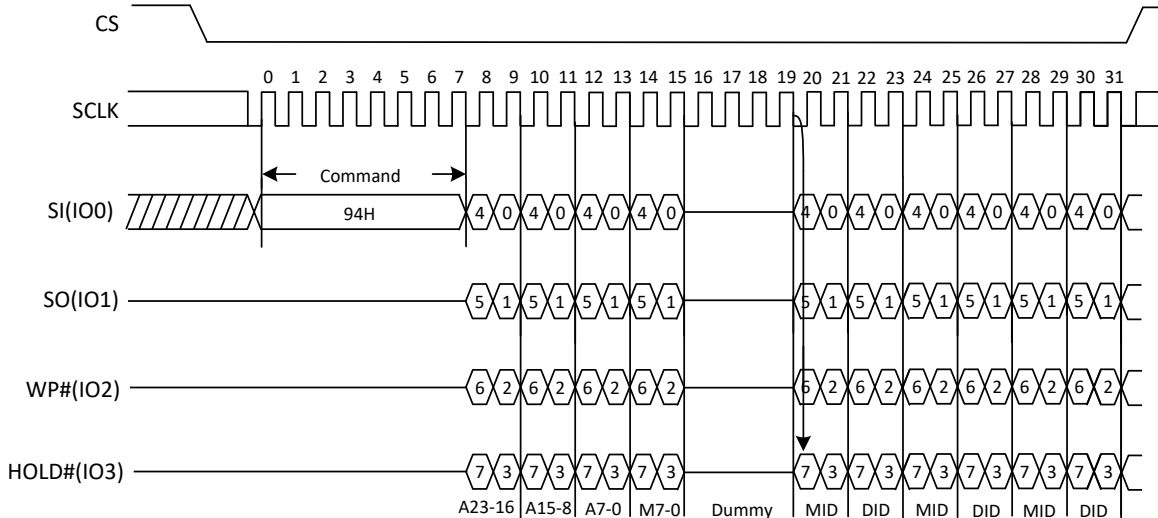 CS
0 1 2 3 4 5 6 7 8 9 10 11 12 13 14 15 16 17 18 19 20 21 22 23 24 25 26 27 28 29 30 31
SCLK
Command
SI(IO0) 94H 4 0 4 0 4 0 4 0 4 0 4 0 4 0 4 0 4 0 4 0
SO(IO1) 5 1 5 1 5 1 5 1 5 1 5 1 5 1 5 1 5 1 5 1
WP#(IO2) 6 2 6 2 6 2 6 2 6 2 6 2 6 2 6 2 6 2 6 2
HOLD#(IO3) 7 3 7 3 7 3 7 3 7 3 7 3 7 3 7 3 7 3 7 3
A23-16 A15-8 A7-0 M7-0 Dummy MID DID MID DID MID DID